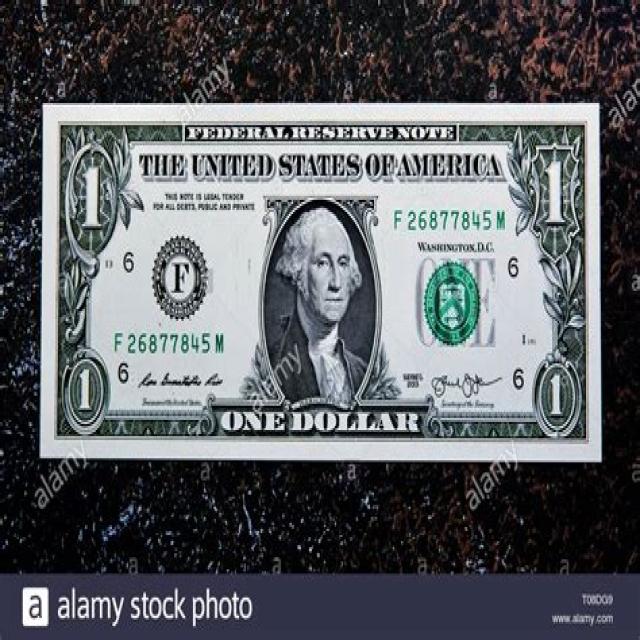 FEDERAL RESERVE NOTE
THE UNITED STATES OF AMERICA
1
1
THIS NOTE IS LEGAL TENDER
FOR ALL DEBTS, PUBLIC AND PRIVATE
F 26877845 M
WASHINGTON, D.C.
6
F
ONE
6
F 26877845 M
6
SERIES
2013
6
1
ONE DOLLAR
1
alamy
alamy
alamy
alamy
a alamy stock photo
T08DG9
www.alamy.com